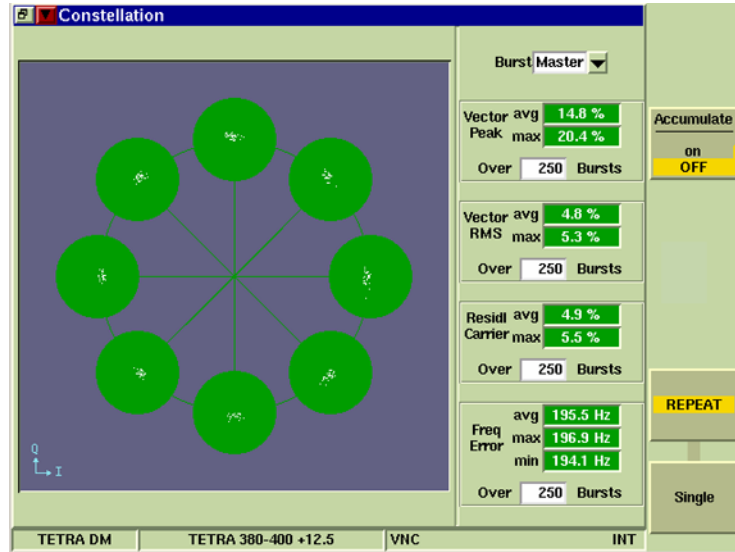 Constellation
Burst Master
Vector Peak avg 14.8 %
max 20.4 %
Over 250 Bursts
Vector RMS avg 4.8 %
max 5.3 %
Over 250 Bursts
Residl Carrier avg 4.9 %
max 5.5 %
Over 250 Bursts
Freq Error avg 195.5 Hz
max 196.9 Hz
min 194.1 Hz
Over 250 Bursts
Accumulate
on
OFF
REPEAT
Single
Q
I
TETRA DM TETRA 380-400 +12.5 VNC INT